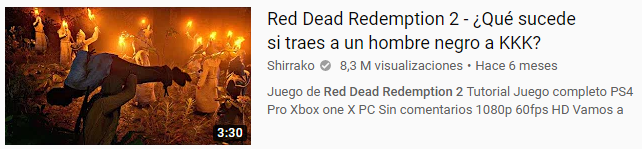 Red Dead Redemption 2 - ¿Qué sucede
si traes a un hombre negro a KKK?
Shirrako 8,3 M visualizaciones • Hace 6 meses
Juego de Red Dead Redemption 2 Tutorial Juego completo PS4
Pro Xbox one X PC Sin comentarios 1080p 60fps HD Vamos a
3:30